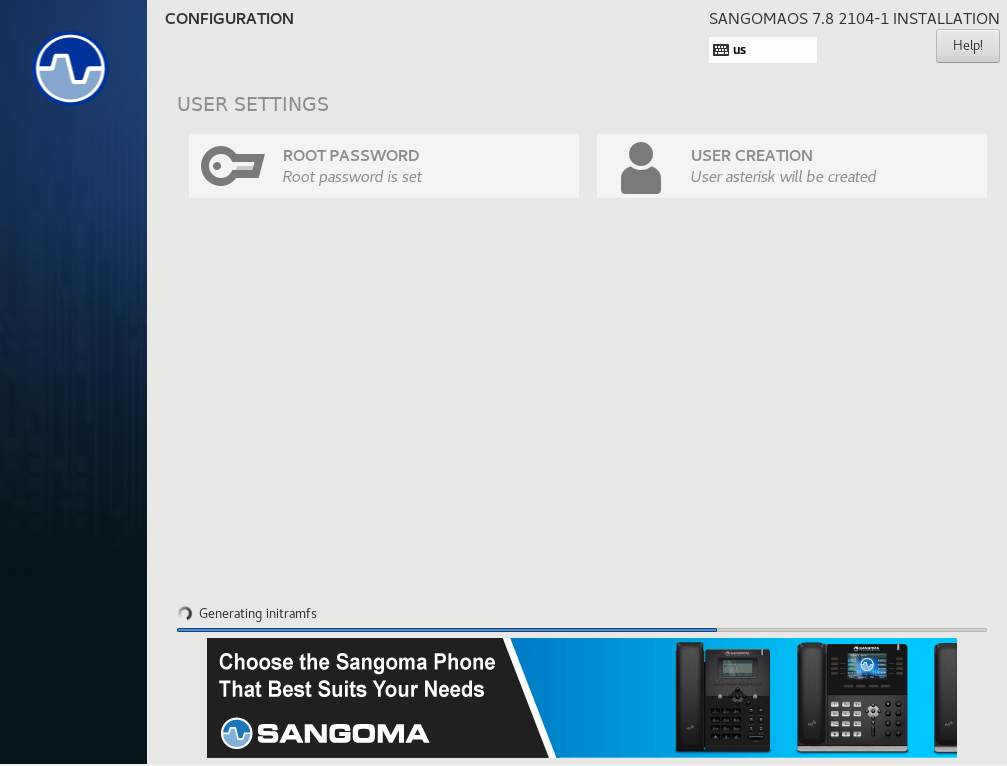 CONFIGURATION
SANGOMAOS 7.8 2104-1 INSTALLATION
us
Help!
USER SETTINGS
ROOT PASSWORD
Root password is set
USER CREATION
User asterisk will be created
Generating initramfs
Choose the Sangoma Phone
That Best Suits Your Needs
SANGOMA